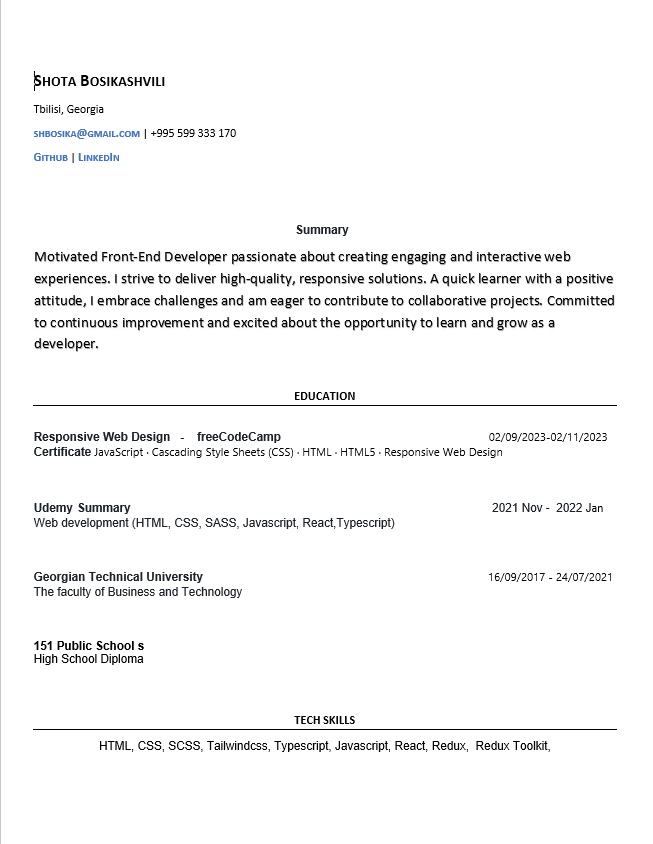 Shota Bosikashvili
Tbilisi, Georgia
shbosika@gmail.com | +995 599 333 170
Github | LinkedIn
Summary
Motivated Front-End Developer passionate about creating engaging and interactive web
experiences. I strive to deliver high-quality, responsive solutions. A quick learner with a positive
attitude, I embrace challenges and am eager to contribute to collaborative projects. Committed
to continuous improvement and excited about the opportunity to learn and grow as a
developer.
EDUCATION
Responsive Web Design - freeCodeCamp 02/09/2023-02/11/2023
Certificate JavaScript · Cascading Style Sheets (CSS) · HTML · HTML5 · Responsive Web Design
Udemy Summary 2021 Nov - 2022 Jan
Web development (HTML, CSS, SASS, Javascript, React,Typescript)
Georgian Technical University 16/09/2017 - 24/07/2021
The faculty of Business and Technology
151 Public School s
High School Diploma
TECH SKILLS
HTML, CSS, SCSS, Tailwindcss, Typescript, Javascript, React, Redux, Redux Toolkit,